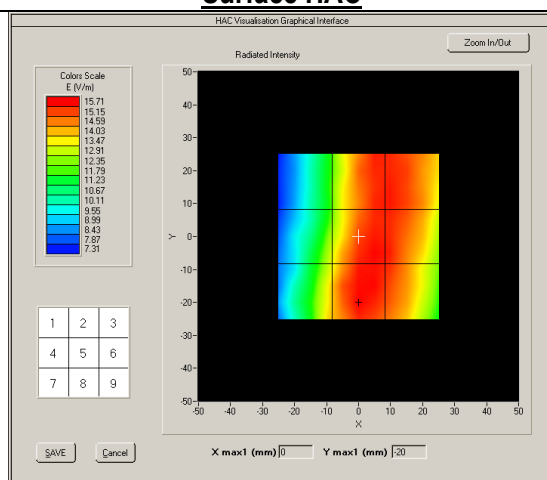 Surface HAC
HAC Visualisation Graphical Interface
Zoom In/Out
Radiated Intensity
Colors Scale
E (V/m)
15.71
15.15
14.59
14.03
13.47
12.91
12.35
11.79
11.23
10.67
10.11
9.55
8.99
8.43
7.87
7.31
50
40
30
20
10
0
-10
-20
-30
-40
-50
Y
-50 -40 -30 -20 -10 0 10 20 30 40 50
X
1 2 3
4 5 6
7 8 9
SAVE Cancel
X max1 (mm) 0 Y max1 (mm) -20